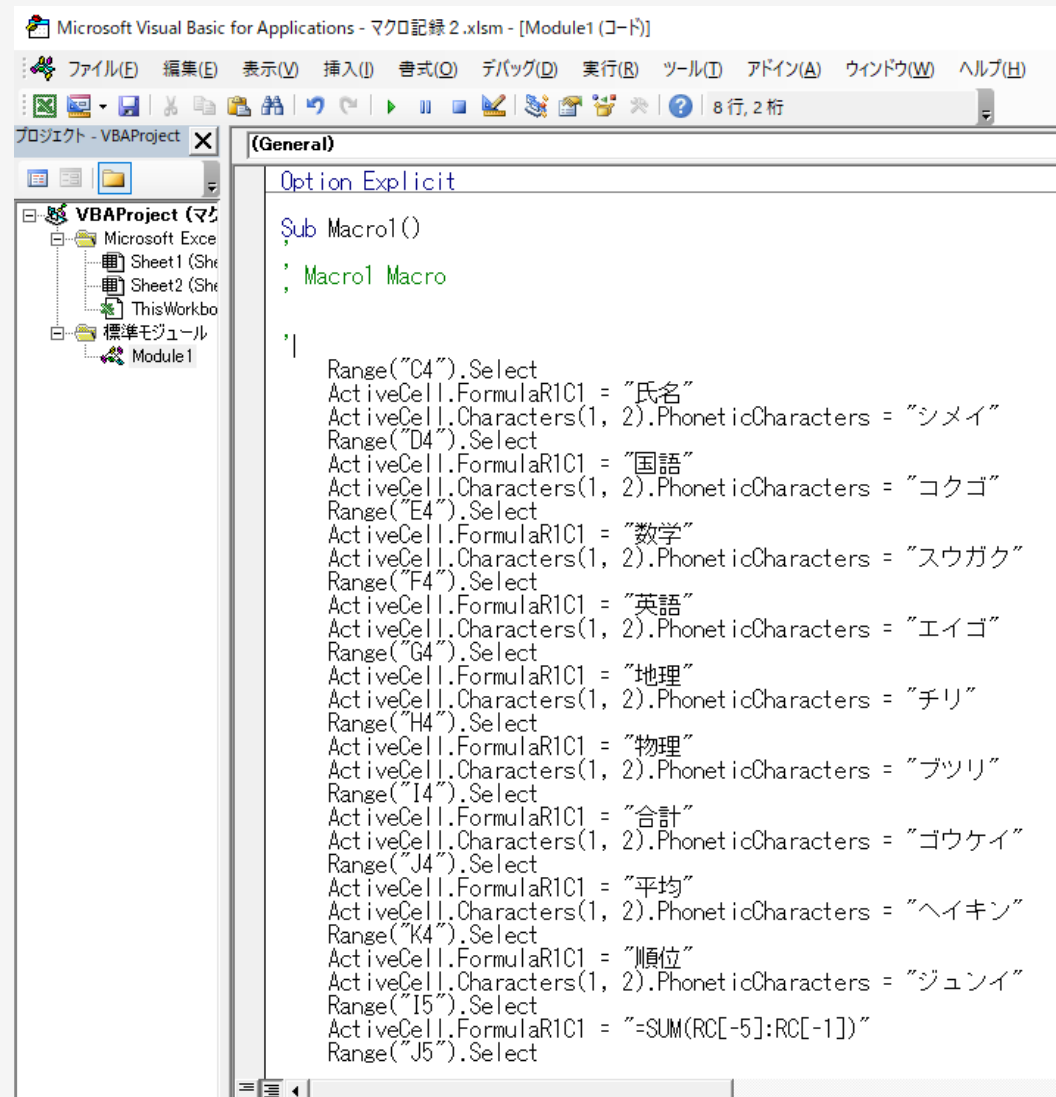 Microsoft Visual Basic for Applications - マクロ記録２.xlsm - [Module1 (コード)]
ファイル(F) 編集(E) 表示(V) 挿入(I) 書式(O) デバッグ(D) 実行(R) ツール(T) アドイン(A) ウィンドウ(W) ヘルプ(H)
8 行, 2 桁
プロジェクト - VBAProject
(General)
VBAProject (マク
Microsoft Exce
Sheet1 (She
Sheet2 (She
ThisWorkbo
標準モジュール
Module1
Option Explicit
Sub Macro1()
'
' Macro1 Macro
'
'
Range("C4").Select
ActiveCell.FormulaR1C1 = "氏名"
ActiveCell.Characters(1, 2).PhoneticCharacters = "シメイ"
Range("D4").Select
ActiveCell.FormulaR1C1 = "国語"
ActiveCell.Characters(1, 2).PhoneticCharacters = "コクゴ"
Range("E4").Select
ActiveCell.FormulaR1C1 = "数学"
ActiveCell.Characters(1, 2).PhoneticCharacters = "スウガク"
Range("F4").Select
ActiveCell.FormulaR1C1 = "英語"
ActiveCell.Characters(1, 2).PhoneticCharacters = "エイゴ"
Range("G4").Select
ActiveCell.FormulaR1C1 = "地理"
ActiveCell.Characters(1, 2).PhoneticCharacters = "チリ"
Range("H4").Select
ActiveCell.FormulaR1C1 = "物理"
ActiveCell.Characters(1, 2).PhoneticCharacters = "ブツリ"
Range("I4").Select
ActiveCell.FormulaR1C1 = "合計"
ActiveCell.Characters(1, 2).PhoneticCharacters = "ゴウケイ"
Range("J4").Select
ActiveCell.FormulaR1C1 = "平均"
ActiveCell.Characters(1, 2).PhoneticCharacters = "ヘイキン"
Range("K4").Select
ActiveCell.FormulaR1C1 = "順位"
ActiveCell.Characters(1, 2).PhoneticCharacters = "ジュンイ"
Range("I5").Select
ActiveCell.FormulaR1C1 = "=SUM(RC[-5]:RC[-1])"
Range("J5").Select